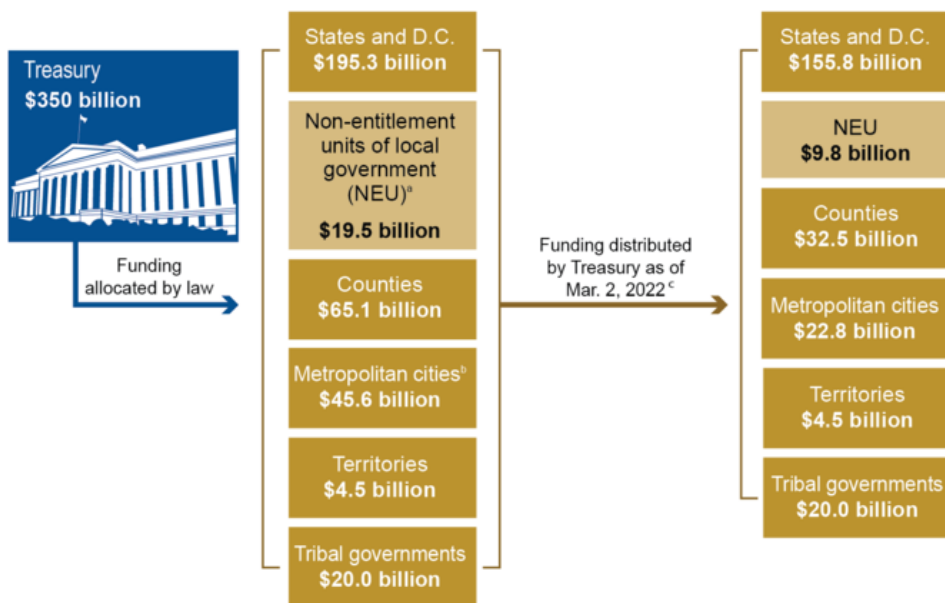 Treasury
$350 billion
Funding
allocated by law
States and D.C.
$195.3 billion
Non-entitlement
units of local
government
(NEU)ᵃ
$19.5 billion
Counties
$65.1 billion
Metropolitan citiesᵇ
$45.6 billion
Territories
$4.5 billion
Tribal governments
$20.0 billion
Funding distributed
by Treasury as of
Mar. 2, 2022ᶜ
States and D.C.
$155.8 billion
NEU
$9.8 billion
Counties
$32.5 billion
Metropolitan cities
$22.8 billion
Territories
$4.5 billion
Tribal governments
$20.0 billion